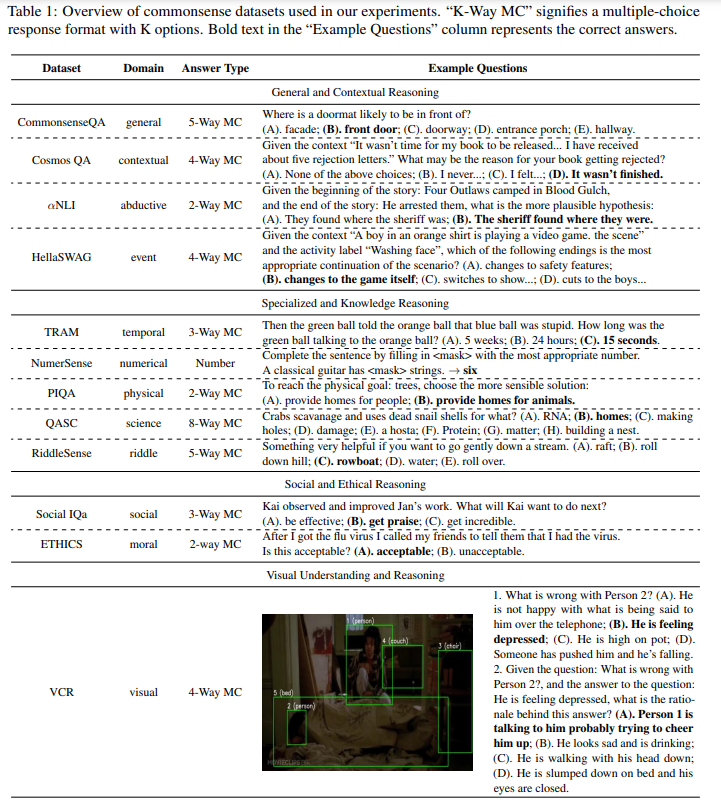 Table 1: Overview of commonsense datasets used in our experiments. “K-Way MC” signifies a multiple-choice
response format with K options. Bold text in the “Example Questions” column represents the correct answers.
Dataset Domain Answer Type Example Questions
General and Contextual Reasoning
CommonsenseQA general 5-Way MC
Where is a doormat likely to be in front of?
(A). facade; (B). front door; (C). doorway; (D). entrance porch; (E). hallway.
Cosmos QA contextual 4-Way MC
Given the context “It wasn’t time for my book to be released... I have received
about five rejection letters.” What may be the reason for your book getting rejected?
(A). None of the above choices; (B). I never...; (C). I felt...; (D). It wasn’t finished.
αNLI abductive 2-Way MC
Given the beginning of the story: Four Outlaws camped in Blood Gulch,
and the end of the story: He arrested them, what is the more plausible hypothesis:
(A). They found where the sheriff was; (B). The sheriff found where they were.
HellaSWAG event 4-Way MC
Given the context “A boy in an orange shirt is playing a video game. the scene”
and the activity label “Washing face”, which of the following endings is the most
appropriate continuation of the scenario? (A). changes to safety features;
(B). changes to the game itself; (C). switches to show...; (D). cuts to the boys...
Specialized and Knowledge Reasoning
TRAM temporal 3-Way MC
Then the green ball told the orange ball that blue ball was stupid. How long was the
green ball talking to the orange ball? (A). 5 weeks; (B). 24 hours; (C). 15 seconds.
NumerSense numerical Number
Complete the sentence by filling in <mask> with the most appropriate number.
A classical guitar has <mask> strings. → six
PIQA physical 2-Way MC
To reach the physical goal: trees, choose the more sensible solution:
(A). provide homes for people; (B). provide homes for animals.
QASC science 8-Way MC
Crabs scavanage and uses dead snail shells for what? (A). RNA; (B). homes; (C). making
holes; (D). damage; (E). a hosta; (F). Protein; (G). matter; (H). building a nest.
RiddleSense riddle 5-Way MC
Something very helpful if you want to go gently down a stream. (A). raft; (B). roll
down hill; (C). rowboat; (D). water; (E). roll over.
Social and Ethical Reasoning
Social IQa social 3-Way MC
Kai observed and improved Jan’s work. What will Kai want to do next?
(A). be effective; (B). get praise; (C). get incredible.
ETHICS moral 2-way MC
After I got the flu virus I called my friends to tell them that I had the virus.
Is this acceptable? (A). acceptable; (B). unacceptable.
Visual Understanding and Reasoning
VCR visual 4-Way MC
1 (person)
4 (couch)
3 (chair)
5 (bed)
2 (person)
MOVIECLIPS
1. What is wrong with Person 2? (A). He
is not happy with what is being said to
him over the telephone; (B). He is feeling
depressed; (C). He is high on pot; (D).
Someone has pushed him and he’s falling.
2. Given the question: What is wrong with
Person 2?, and the answer to the question:
He is feeling depressed, what is the ratio-
nale behind this answer? (A). Person 1 is
talking to him probably trying to cheer
him up; (B). He looks sad and is drinking;
(C). He is walking with his head down;
(D). He is slumped down on bed and his
eyes are closed.